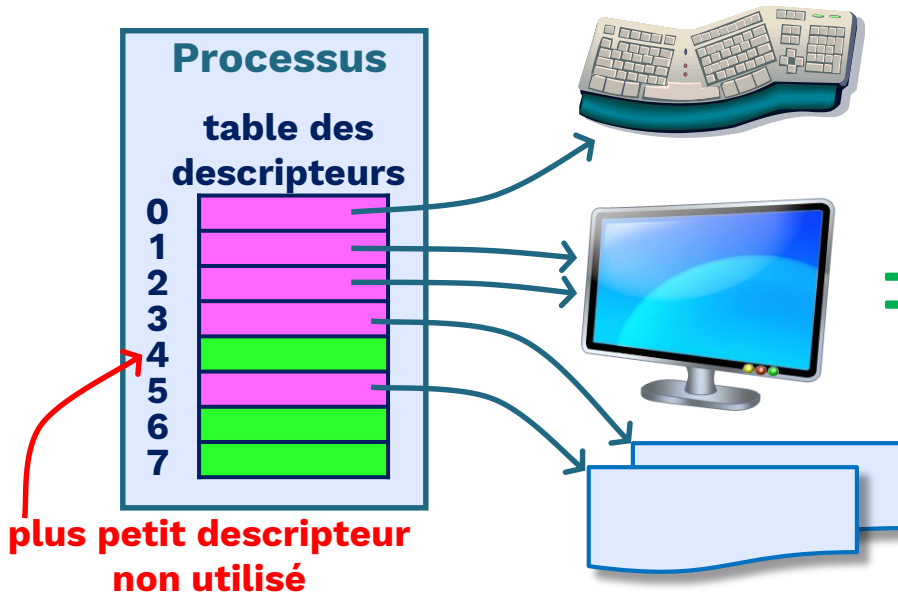 Processus
table des
descripteurs
0
1
2
3
4
5
6
7
plus petit descripteur
non utilisé